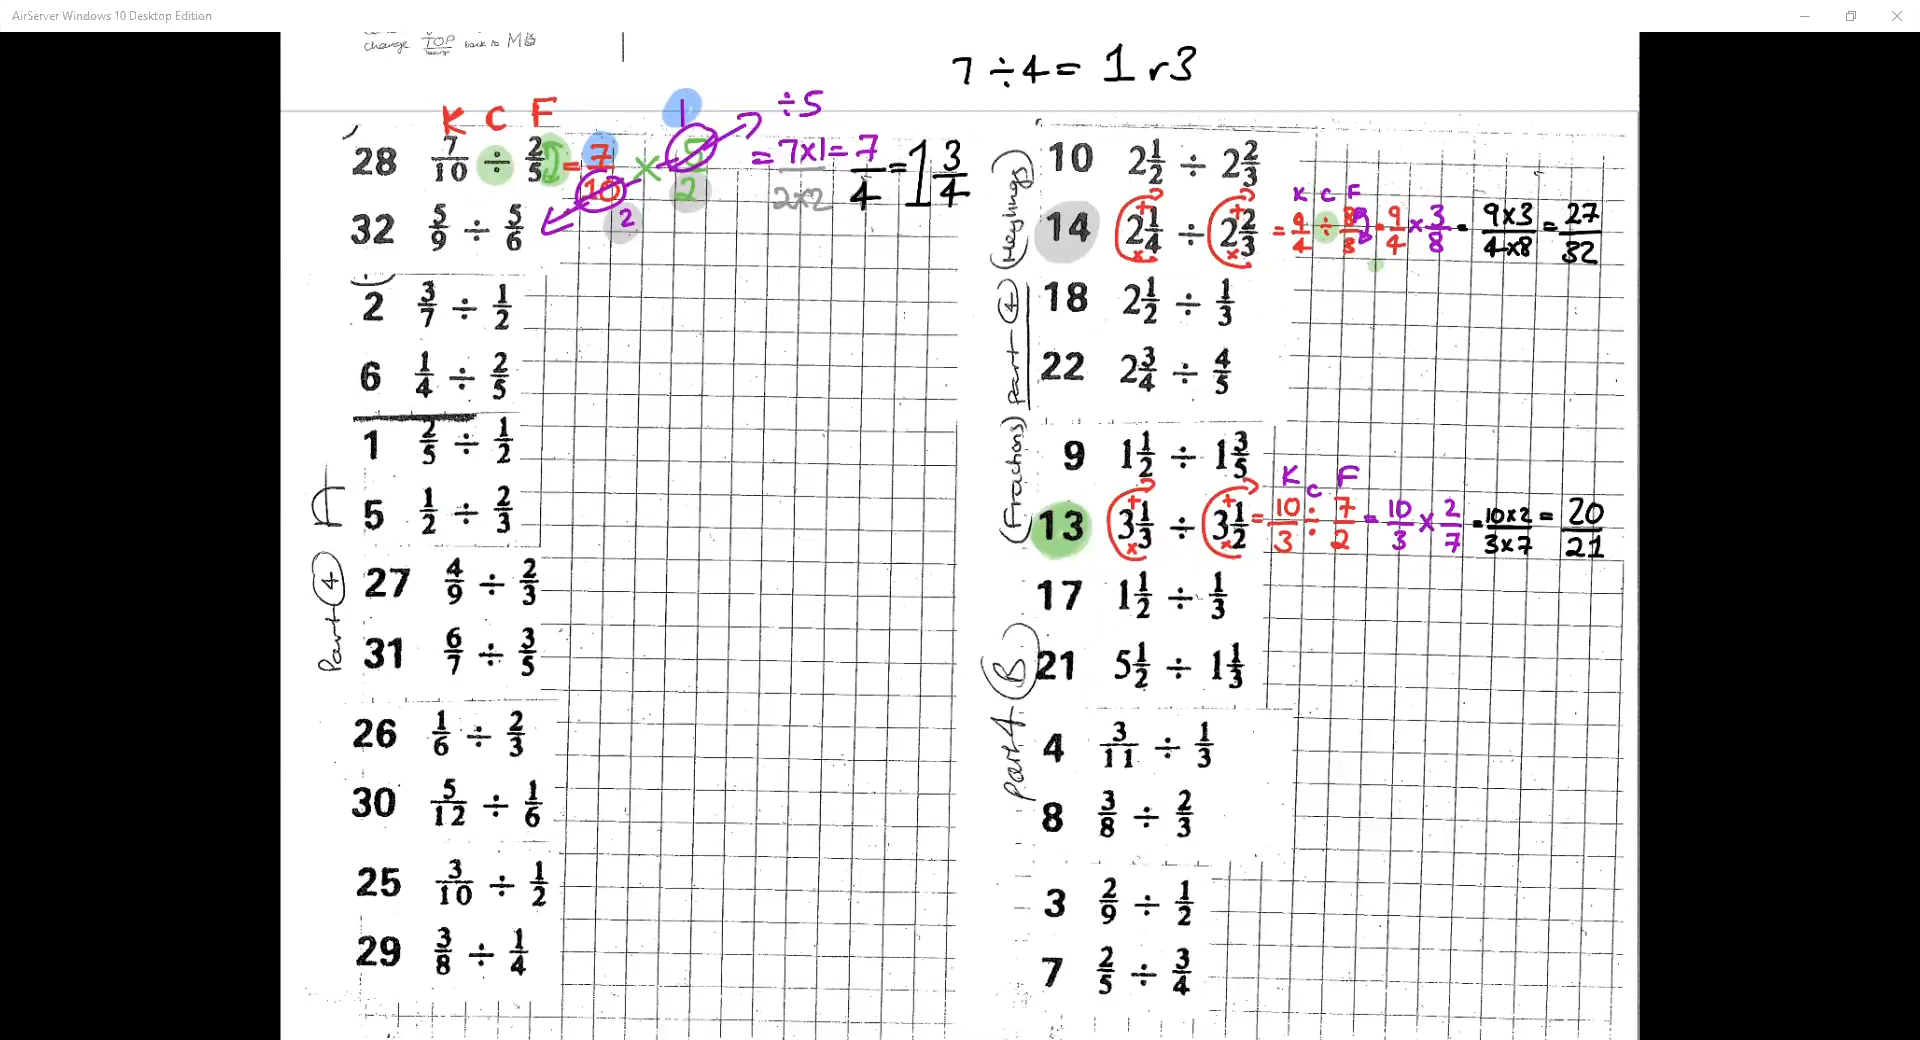 AirServer Windows 10 Desktop Edition
change TOP/heavy back to
7 ÷ 4 = 1 r 3
K C F
28 7/10 ÷ 2/5 = 7/10 × 5/2 1 2 ÷5 = 7×1/2×2 = 7/4 = 1 3/4
32 5/9 ÷ 5/6
2 3/7 ÷ 1/2
6 1/4 ÷ 2/5
1 2/5 ÷ 1/2
5 1/2 ÷ 2/3
27 4/9 ÷ 2/3
31 6/7 ÷ 3/5
26 1/6 ÷ 2/3
30 5/12 ÷ 1/6
25 3/10 ÷ 1/2
29 3/8 ÷ 1/4
Part 4 A
10 2 1/2 ÷ 2 2/3
K C F
14 2 1/4 ÷ 2 2/3 = 9/4 ÷ 8/3 = 9/4 × 3/8 = 9×3/4×8 = 27/32
18 2 1/2 ÷ 1/3
22 2 3/4 ÷ 4/5
9 1 1/2 ÷ 1 3/5
K C F
13 3 1/3 ÷ 3 1/2 = 10/3 ÷ 7/2 = 10/3 × 2/7 = 10×2/3×7 = 20/21
17 1 1/2 ÷ 1/3
21 5 1/2 ÷ 1 1/3
4 3/11 ÷ 1/3
8 3/8 ÷ 2/3
3 2/9 ÷ 1/2
7 2/5 ÷ 3/4
Part 4 B (Fractions) Part 4 (Heylings)